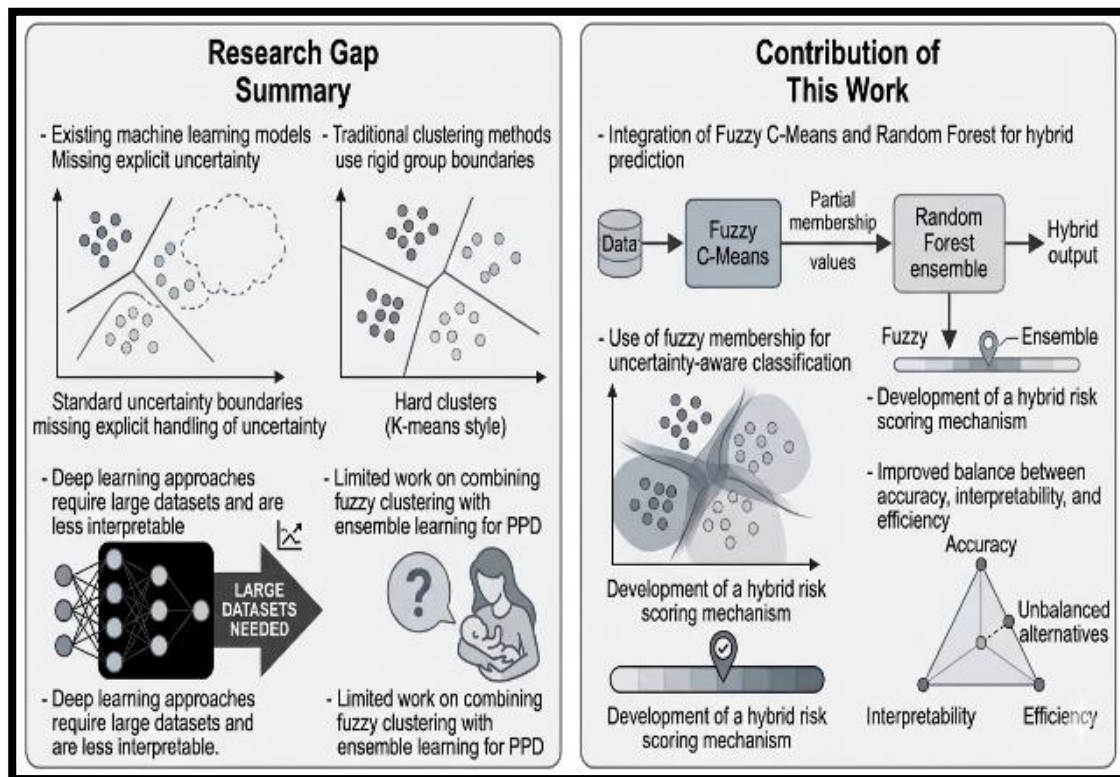 Research Gap
Summary
- Existing machine learning models
Missing explicit uncertainty
- Traditional clustering methods
use rigid group boundaries
Standard uncertainty boundaries
missing explicit handling of uncertainty
Hard clusters
(K-means style)
- Deep learning approaches
require large datasets and are
less interpretable
- Limited work on combining
fuzzy clustering with
ensemble learning for PPD
LARGE
DATASETS
NEEDED
?
- Deep learning approaches
require large datasets and
are less interpretable.
- Limited work on combining
fuzzy clustering with
ensemble learning for PPD
Contribution of
This Work
- Integration of Fuzzy C-Means and Random Forest for hybrid
prediction
Data
Fuzzy
C-Means
Partial
membership
values
Random
Forest
ensemble
Hybrid
output
Fuzzy
Ensemble
- Use of fuzzy membership for
uncertainty-aware classification
- Development of a hybrid risk
scoring mechanism
- Improved balance between
accuracy, interpretability, and
efficiency
Accuracy
Unbalanced
alternatives
Interpretability
Efficiency
Development of a hybrid risk
scoring mechanism
Development of a hybrid risk
scoring mechanism